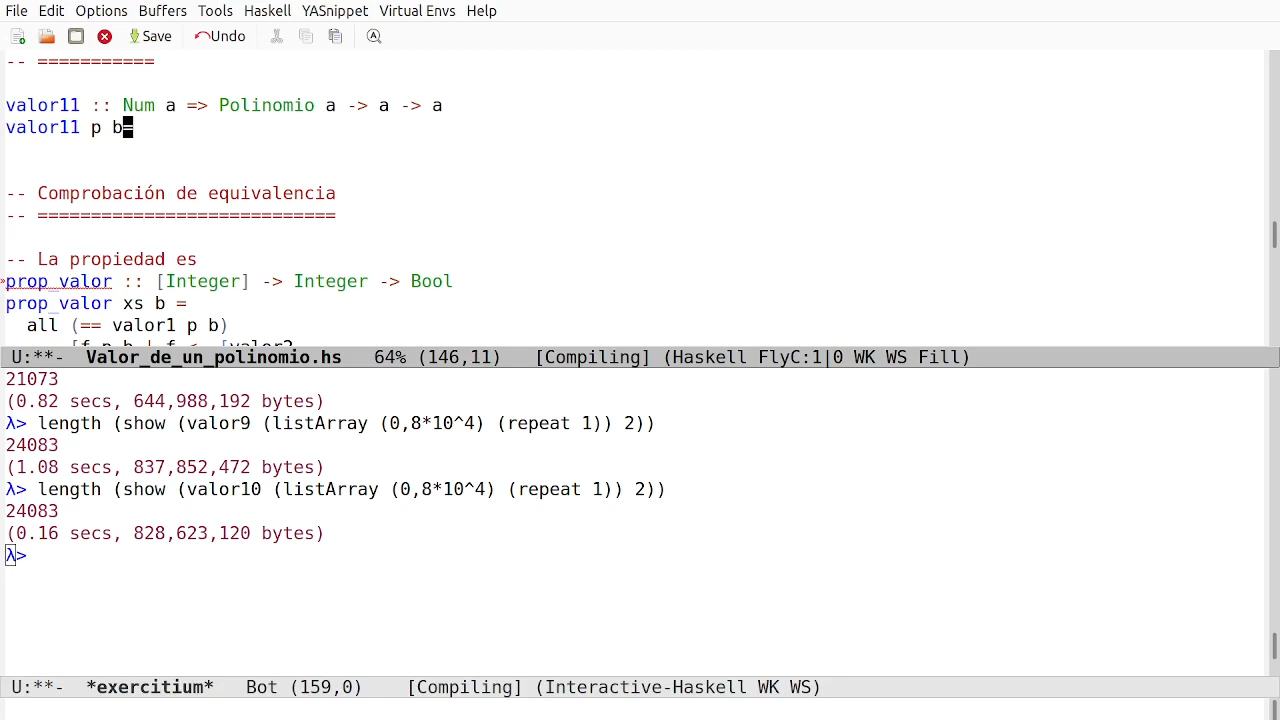 File Edit Options Buffers Tools Haskell YASnippet Virtual Envs Help
Save Undo
-- ===========
valor11 :: Num a => Polinomio a -> a -> a
valor11 p b=
-- Comprobación de equivalencia
-- ============================
-- La propiedad es
»prop_valor :: [Integer] -> Integer -> Bool
prop_valor xs b =
all (== valor1 p b)
[f p b | f <- [valor2
U:**- Valor_de_un_polinomio.hs 64% (146,11) [Compiling] (Haskell FlyC:1|0 WK WS Fill)
21073
(0.82 secs, 644,988,192 bytes)
λ> length (show (valor9 (listArray (0,8*10^4) (repeat 1)) 2))
24083
(1.08 secs, 837,852,472 bytes)
λ> length (show (valor10 (listArray (0,8*10^4) (repeat 1)) 2))
24083
(0.16 secs, 828,623,120 bytes)
λ>
U:**- *exercitium* Bot (159,0) [Compiling] (Interactive-Haskell WK WS)